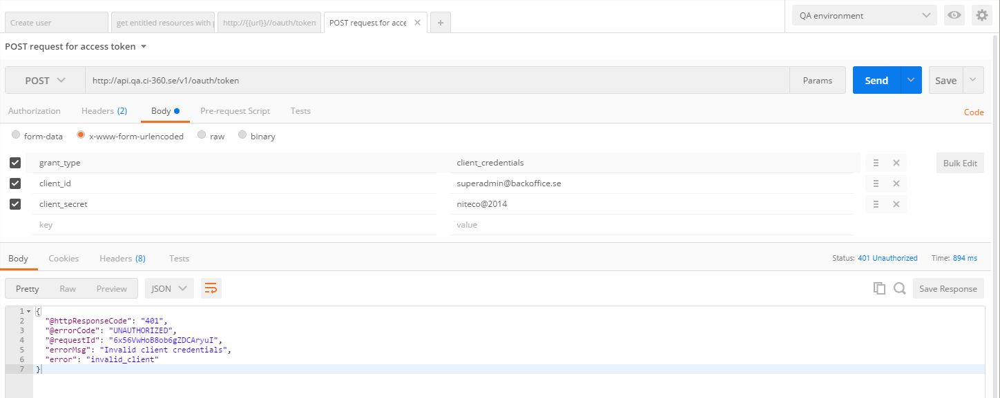 Create user
get entitled resources with p
http://{{url}}//oauth/token
POST request for acce
QA environment
POST request for access token
POST
http://api.qa.ci-360.se/v1/oauth/token
Params
Send
Save
Authorization
Headers (2)
Body
Pre-request Script
Tests
Code
form-data
x-www-form-urlencoded
raw
binary
grant_type
client_credentials
Bulk Edit
client_id
superadmin@backoffice.se
client_secret
niteco@2014
key
value
Body
Cookies
Headers (8)
Tests
Status: 401 Unauthorized
Time: 894 ms
Pretty
Raw
Preview
JSON
Save Response
1 {
2 "@httpResponseCode": "401",
3 "@errorCode": "UNAUTHORIZED",
4 "@requestId": "6x56VwHoB8ob6gZDCAryuI",
5 "errorMsg": "Invalid client credentials",
6 "error": "invalid_client"
7 }